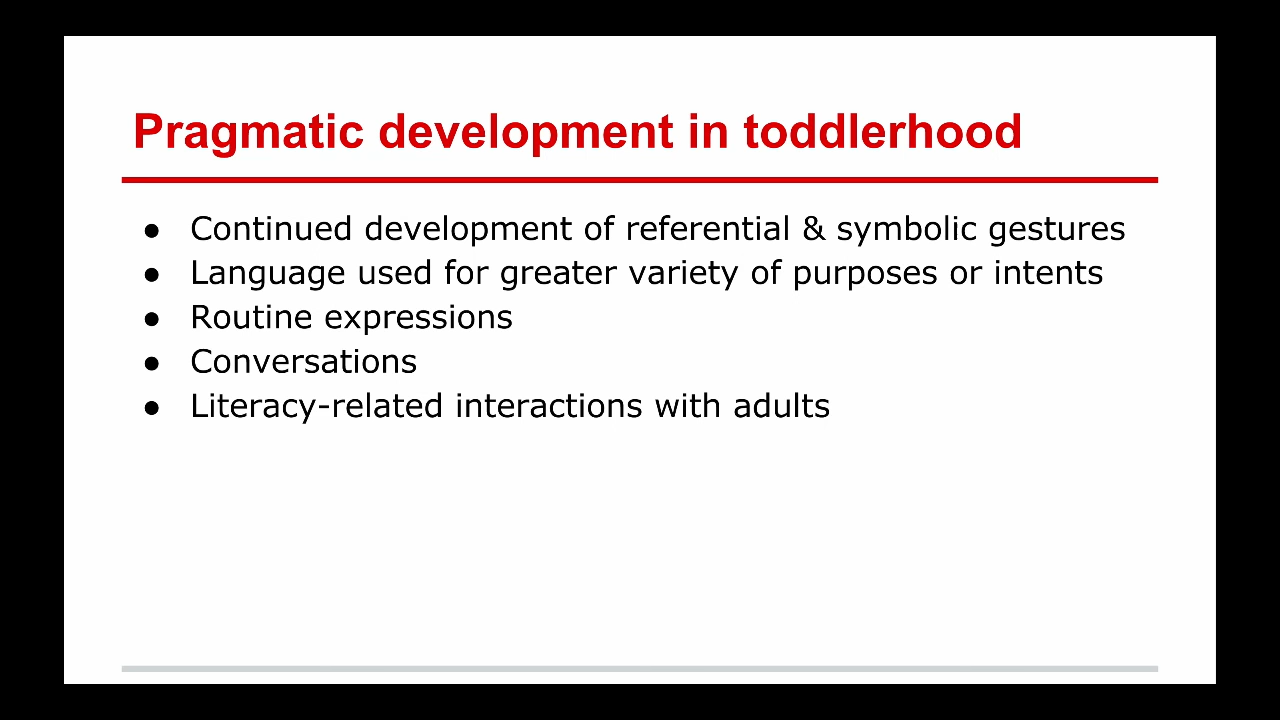 Pragmatic development in toddlerhood
● Continued development of referential & symbolic gestures
● Language used for greater variety of purposes or intents
● Routine expressions
● Conversations
● Literacy-related interactions with adults